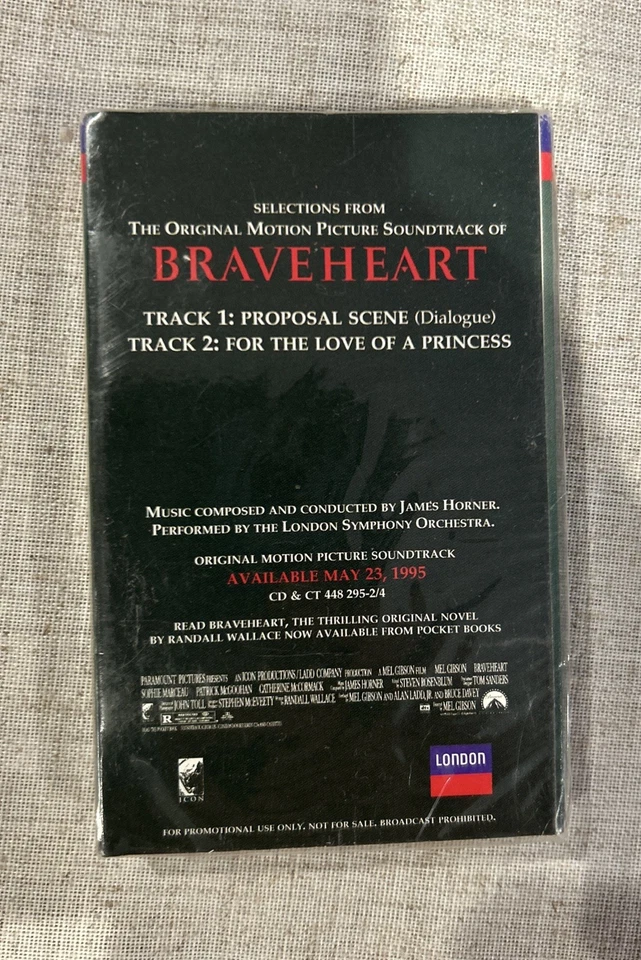 SELECTIONS FROM
THE ORIGINAL MOTION PICTURE SOUNDTRACK OF
BRAVEHEART
TRACK 1: PROPOSAL SCENE (Dialogue)
TRACK 2: FOR THE LOVE OF A PRINCESS
MUSIC COMPOSED AND CONDUCTED BY JAMES HORNER.
PERFORMED BY THE LONDON SYMPHONY ORCHESTRA.
ORIGINAL MOTION PICTURE SOUNDTRACK
AVAILABLE MAY 23, 1995
CD & CT 448 295-2/4
READ BRAVEHEART, THE THRILLING ORIGINAL NOVEL
BY RANDALL WALLACE NOW AVAILABLE FROM POCKET BOOKS
PARAMOUNT PICTURES PRESENTS AN ICON PRODUCTIONS/LADD COMPANY PRODUCTION A MEL GIBSON FILM MEL GIBSON BRAVEHEART
SOPHIE MARCEAU PATRICK McGOOHAN CATHERINE McCORMACK JAMES HORNER STEVEN ROSENBLUM TOM SANDERS
JOHN TOLL STEPHEN McEVEETY RANDALL WALLACE MEL GIBSON AND ALAN LADD, JR. AND BRUCE DAVEY
R dts MEL GIBSON
ICON
LONDON
FOR PROMOTIONAL USE ONLY. NOT FOR SALE. BROADCAST PROHIBITED.